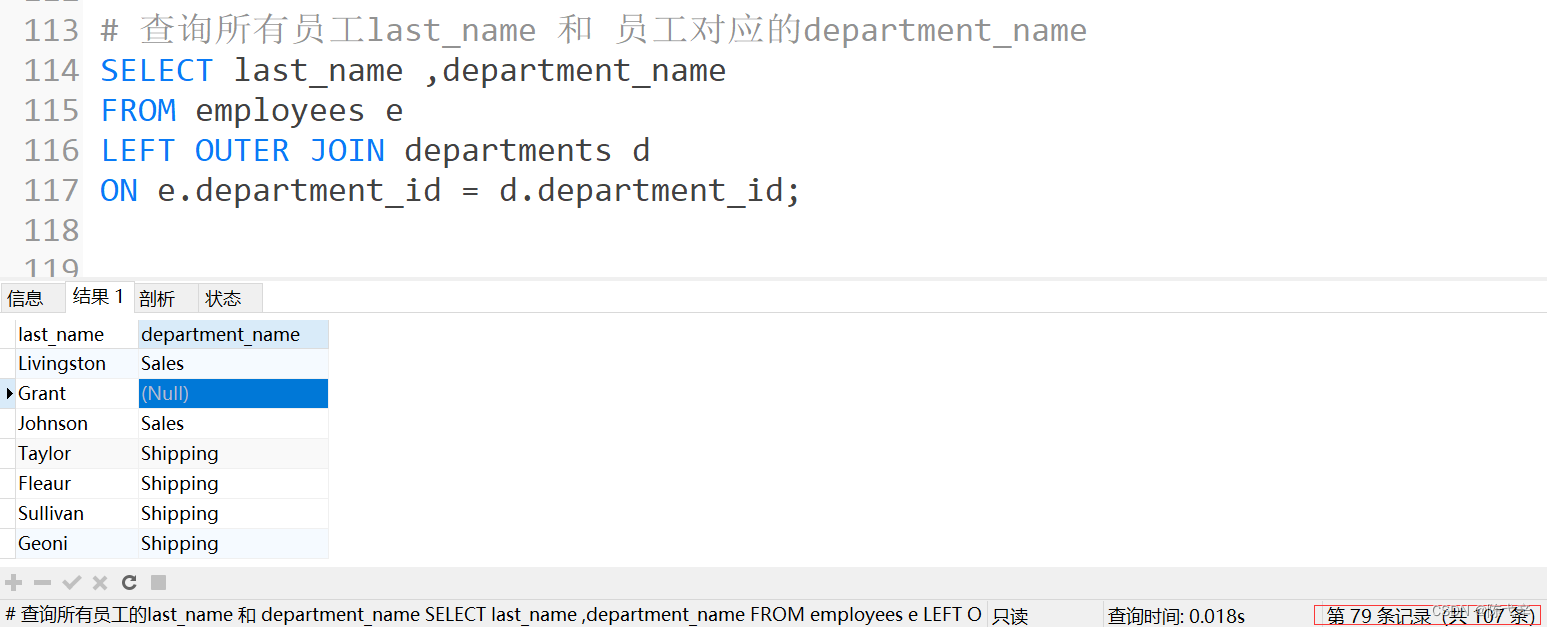 113 # 查询所有员工last_name 和 员工对应的department_name
114 SELECT last_name ,department_name
115 FROM employees e
116 LEFT OUTER JOIN departments d
117 ON e.department_id = d.department_id;
118
119
信息 结果 1 剖析 状态
last_name department_name
Livingston Sales
Grant (Null)
Johnson Sales
Taylor Shipping
Fleaur Shipping
Sullivan Shipping
Geoni Shipping
# 查询所有员工的last_name 和 department_name SELECT last_name ,department_name FROM employees e LEFT O 只读 查询时间: 0.018s 第 79 条记录 (共 107 条)